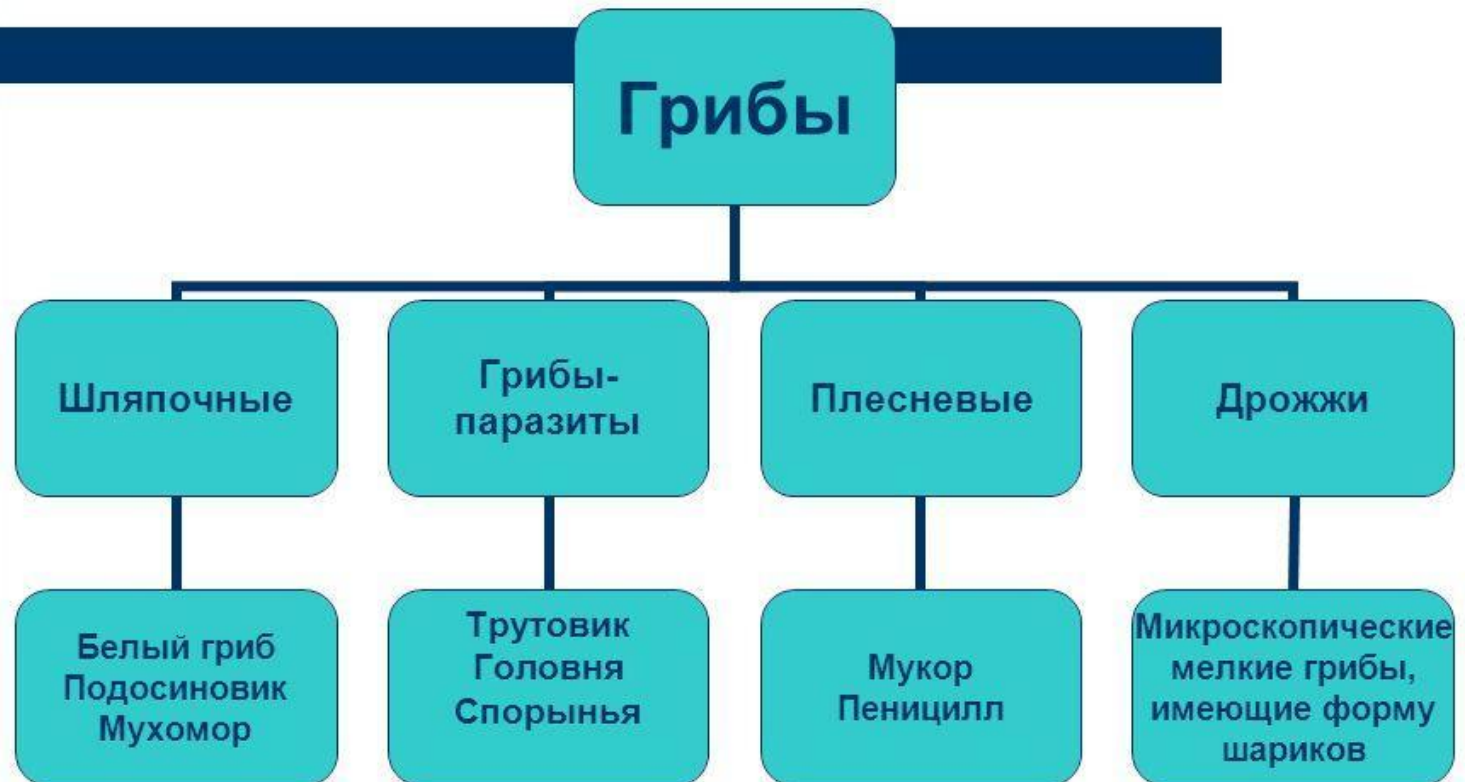 Грибы
Шляпочные
Грибы-
паразиты
Плесневые
Дрожжи
Белый гриб
Подосиновик
Мухомор
Трутовик
Головня
Спорынья
Мукор
Пеницилл
Микроскопические
мелкие грибы,
имеющие форму
шариков